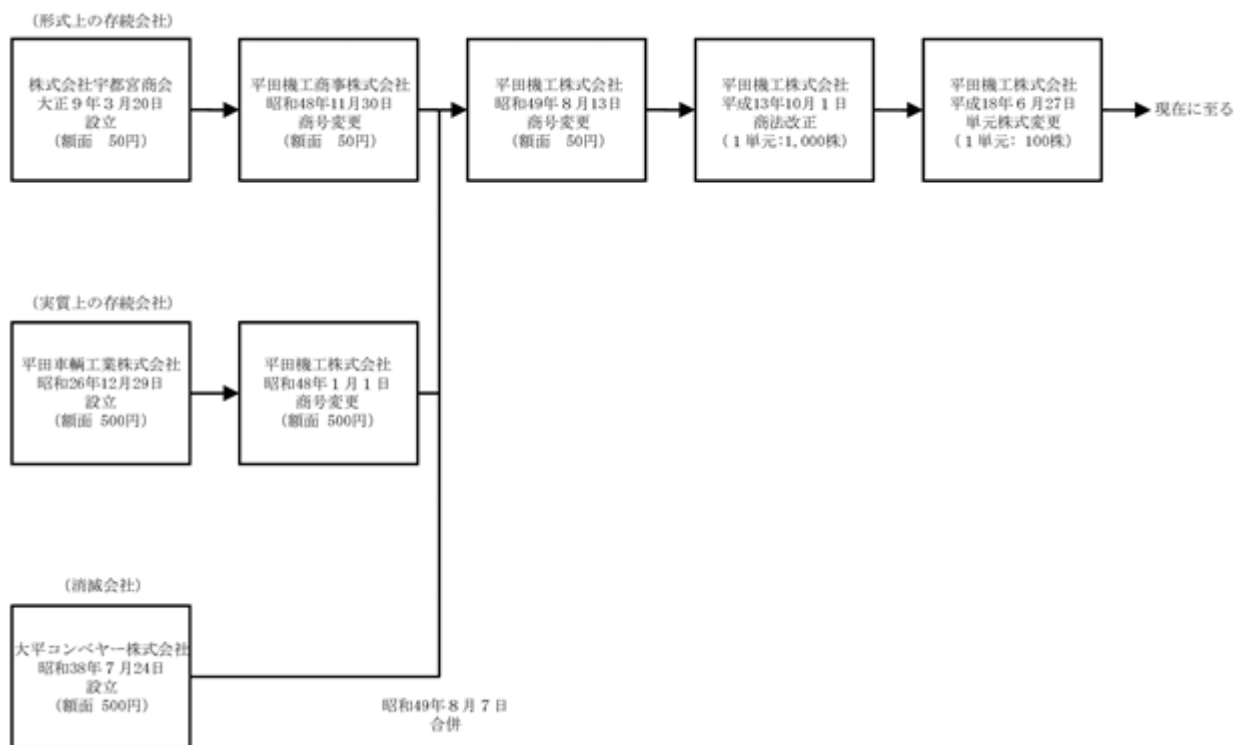 (形式上の存続会社)
株式会社宇都宮商会
大正9年3月20日
設立
(額面 50円)
平田機工商事株式会社
昭和48年11月30日
商号変更
(額面 50円)
平田機工株式会社
昭和49年8月13日
商号変更
(額面 50円)
平田機工株式会社
平成13年10月1日
商法改正
(1単元:1,000株)
平田機工株式会社
平成18年6月27日
単元株式変更
(1単元: 100株)
現在に至る
(実質上の存続会社)
平田車輌工業株式会社
昭和26年12月29日
設立
(額面 500円)
平田機工株式会社
昭和48年1月1日
商号変更
(額面 500円)
(消滅会社)
大平コンベヤー株式会社
昭和38年7月24日
設立
(額面 500円)
昭和49年8月7日
合併